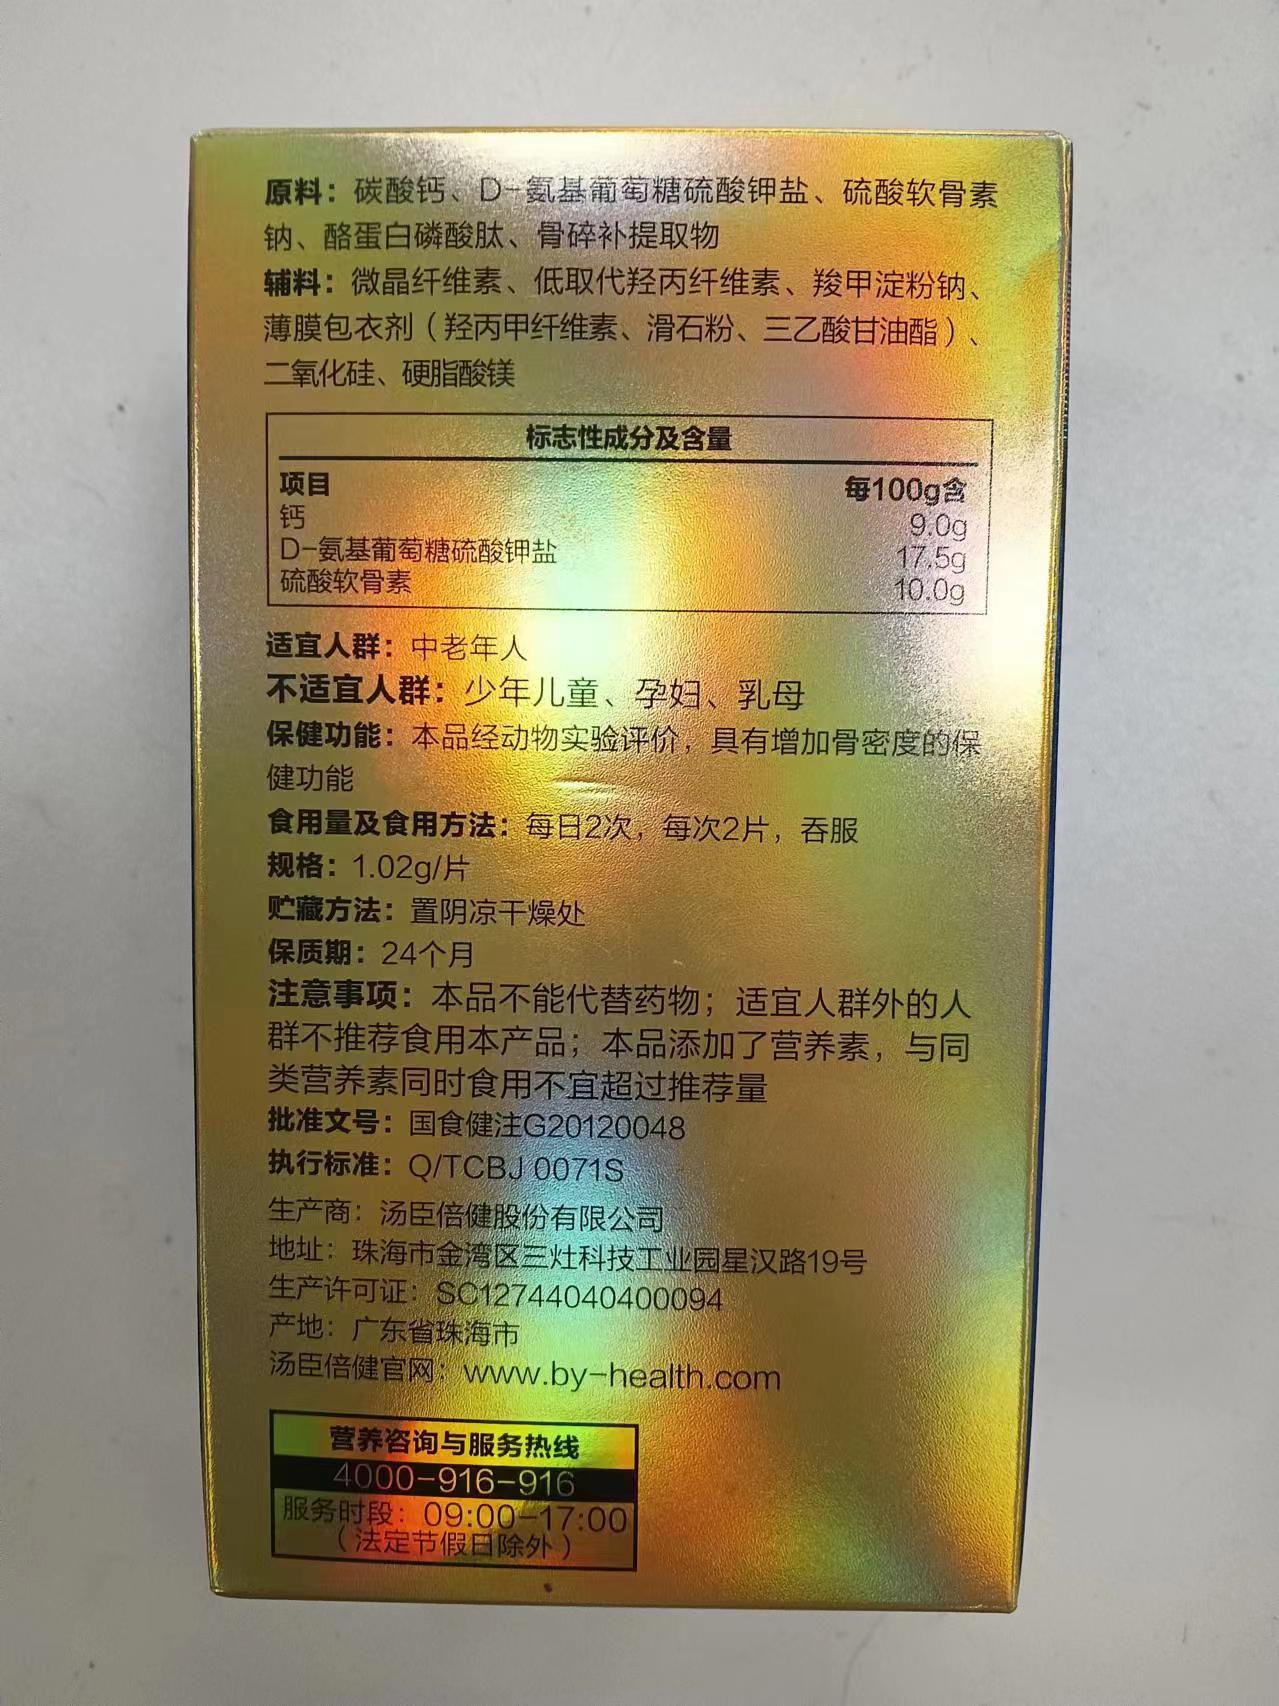 原料：碳酸钙、D-氨基葡萄糖硫酸钾盐、硫酸软骨素
钠、酪蛋白磷酸肽、骨碎补提取物
辅料：微晶纤维素、低取代羟丙纤维素、羧甲淀粉钠、
薄膜包衣剂（羟丙甲纤维素、滑石粉、三乙酸甘油酯）、
二氧化硅、硬脂酸镁
标志性成分及含量
项目 每100g含
钙 9.0g
D-氨基葡萄糖硫酸钾盐 17.5g
硫酸软骨素 10.0g
适宜人群：中老年人
不适宜人群：少年儿童、孕妇、乳母
保健功能：本品经动物实验评价，具有增加骨密度的保
健功能
食用量及食用方法：每日2次，每次2片，吞服
规格：1.02g/片
贮藏方法：置阴凉干燥处
保质期：24个月
注意事项：本品不能代替药物；适宜人群外的人
群不推荐食用本产品；本品添加了营养素，与同
类营养素同时食用不宜超过推荐量
批准文号：国食健注G20120048
执行标准：Q/TCBJ 0071S
生产商：汤臣倍健股份有限公司
地址：珠海市金湾区三灶科技工业园星汉路19号
生产许可证：SC12744040400094
产地：广东省珠海市
汤臣倍健官网：www.by-health.com
营养咨询与服务热线
4000-916-916
服务时段：09:00-17:00
（法定节假日除外）